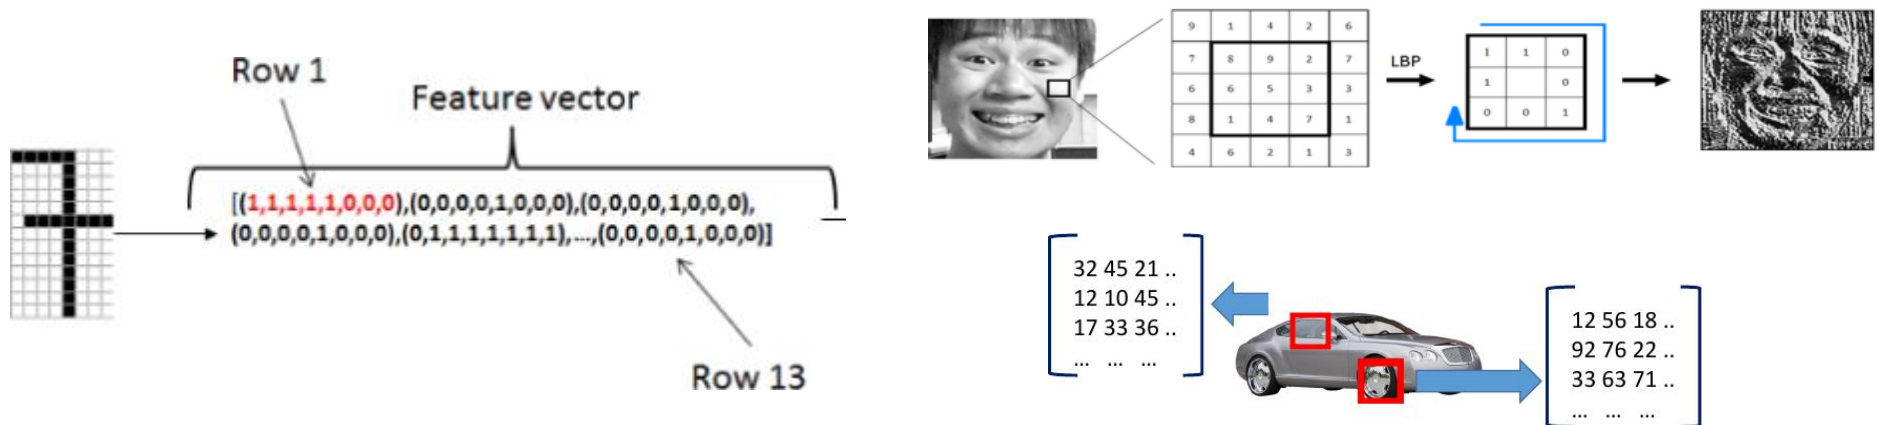 Row 1
Feature vector
[(1,1,1,1,1,0,0,0),(0,0,0,0,1,0,0,0),(0,0,0,0,1,0,0,0),
(0,0,0,0,1,0,0,0),(0,1,1,1,1,1,1,1),...,(0,0,0,0,1,0,0,0)]
Row 13
9 1 4 2 6
7 8 9 2 7
6 6 5 3 3
8 1 4 7 1
4 6 2 1 3
LBP
1 1 0
1 0
0 0 1
32 45 21 ..
12 10 45 ..
17 33 36 ..
... ... ...
12 56 18 ..
92 76 22 ..
33 63 71 ..
... ... ...